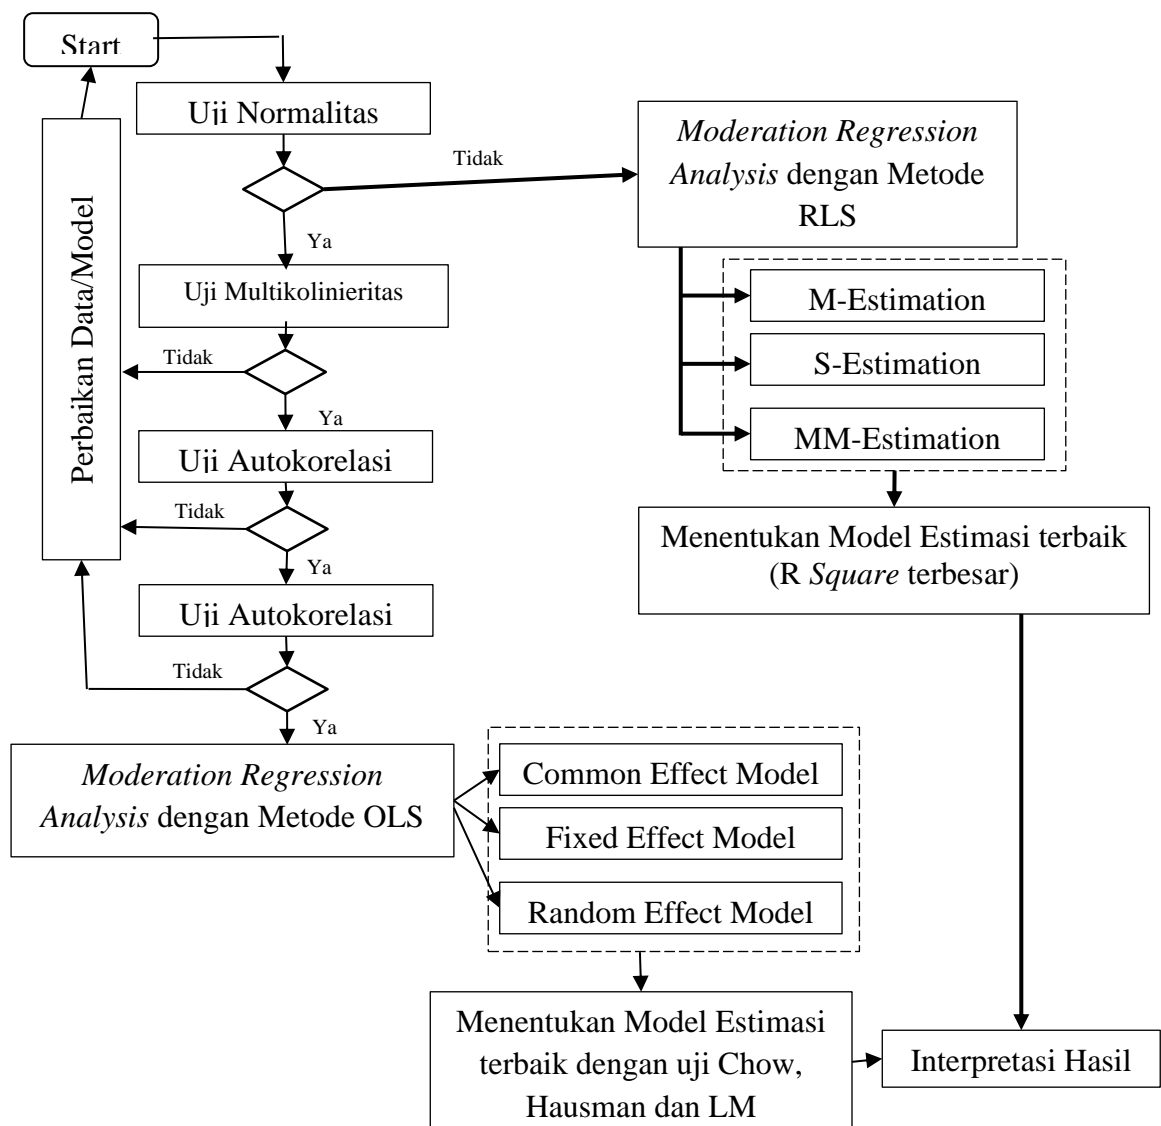 Start
Uji Normalitas
Tidak
Ya
Moderation Regression
Analysis dengan Metode
RLS
Perbaikan Data/Model
Uji Multikolinieritas
M-Estimation
S-Estimation
MM-Estimation
Tidak
Ya
Uji Autokorelasi
Tidak
Ya
Menentukan Model Estimasi terbaik
(R Square terbesar)
Uji Autokorelasi
Tidak
Ya
Moderation Regression
Analysis dengan Metode OLS
Common Effect Model
Fixed Effect Model
Random Effect Model
Menentukan Model Estimasi
terbaik dengan uji Chow,
Hausman dan LM
Interpretasi Hasil